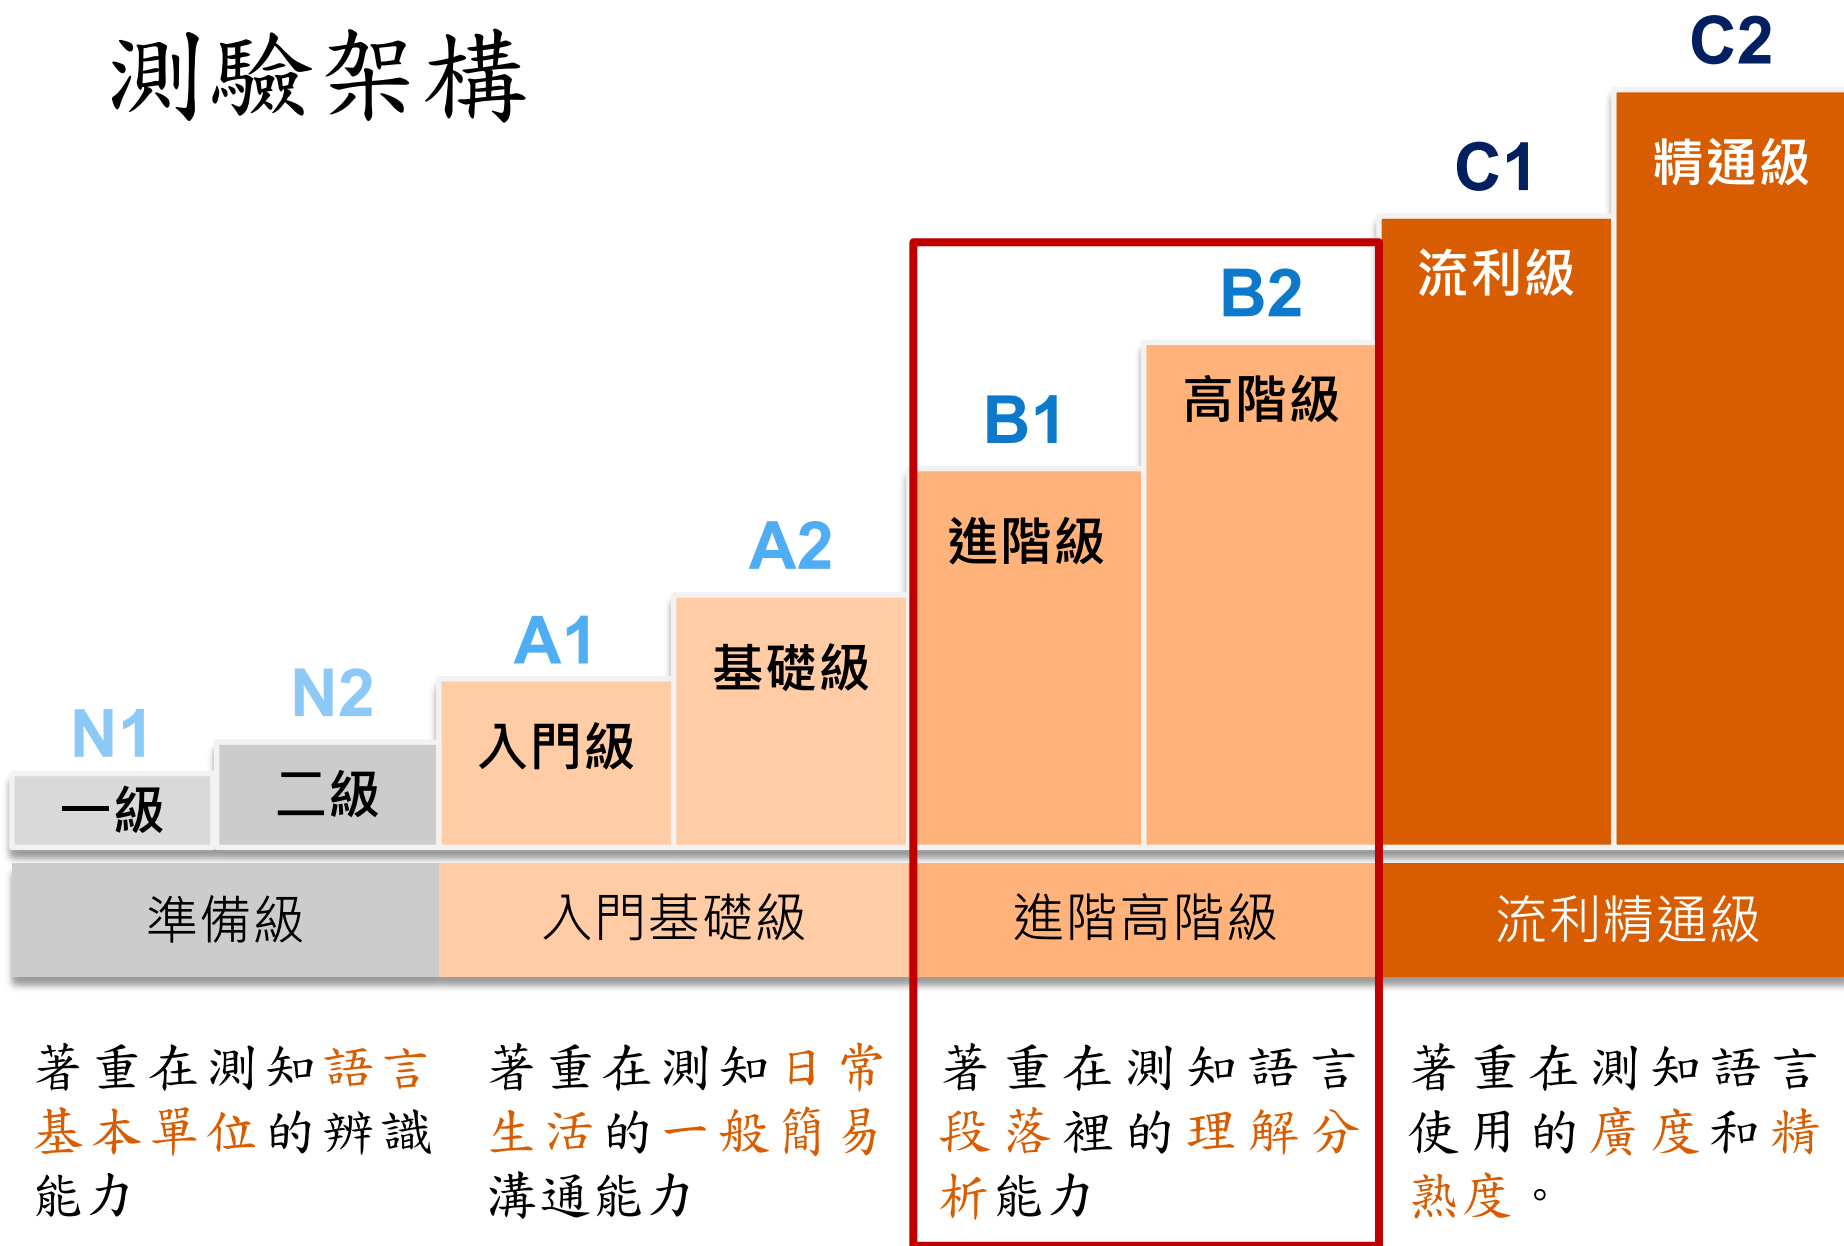 測驗架構
N1
一級
N2
二級
A1
入門級
A2
基礎級
B1
進階級
B2
高階級
C1
流利級
C2
精通級
準備級
入門基礎級
進階高階級
流利精通級
著重在測知語言
基本單位的辨識
能力
著重在測知日常
生活的一般簡易
溝通能力
著重在測知語言
段落裡的理解分
析能力
著重在測知語言
使用的廣度和精
熟度。